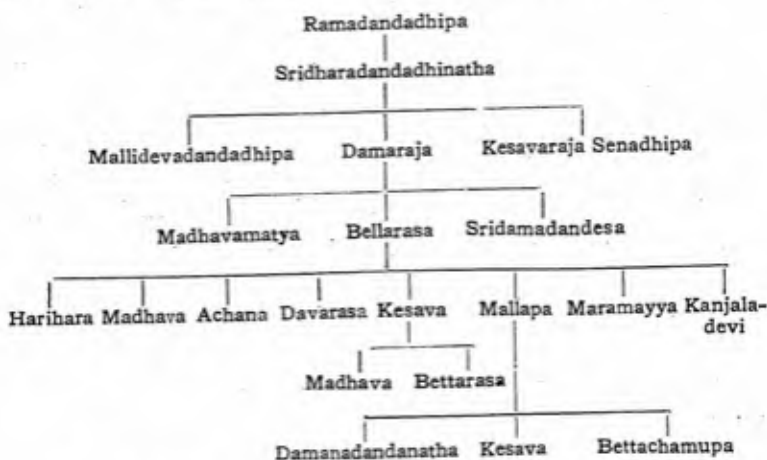 Ramadandadhipa
Sridharadandadhinatha
Mallidevadandadhipa Damaraja Kesavaraja Senadhipa
Madhavamatya Bellarasa Sridamadandesa
Harihara Madhava Achana Davarasa Kesava Mallapa Maramayya Kanjala-
devi
Madhava Bettarasa
Damanadandanatha Kesava Bettachamupa